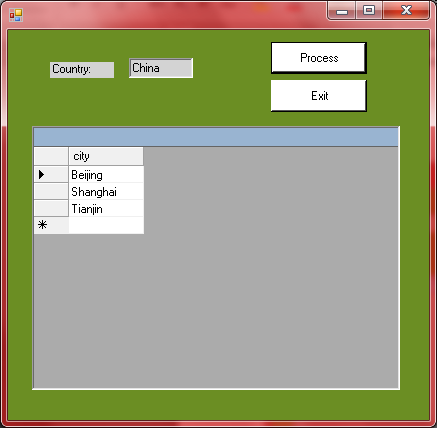 Country:
China
Process
Exit
city
Beijing
Shanghai
Tianjin